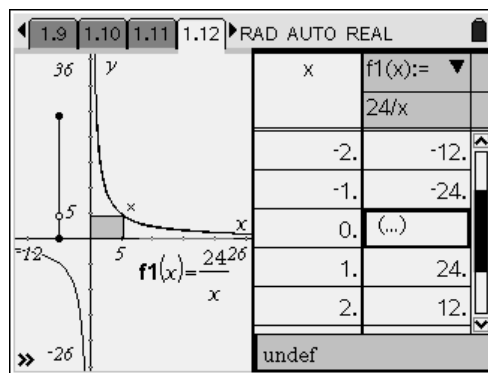 1.9 1.10 1.11 1.12 RAD AUTO REAL
36 y
5
x
x
-12 5 26
f1(x)=24/x
-26
x f1(x):= ▼
24/x
-2. -12.
-1. -24.
0. (...)
1. 24.
2. 12.
undef